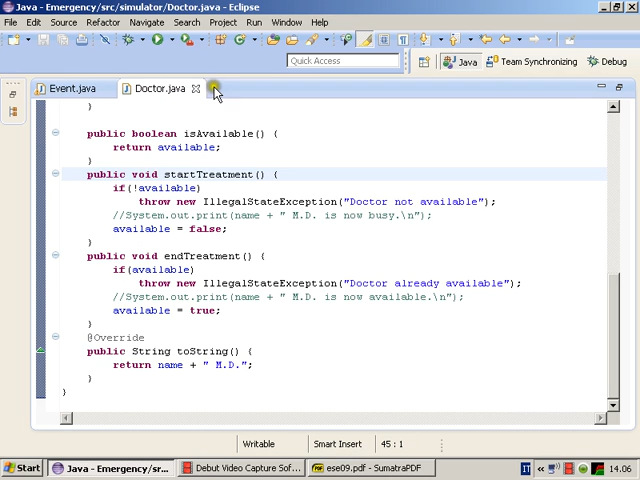 Java - Emergency/src/simulator/Doctor.java - Eclipse
File Edit Source Refactor Navigate Search Project Run Window Help
Quick Access
Java
Team Synchronizing
Debug
Event.java
Doctor.java
}
public boolean isAvailable() {
return available;
}
public void startTreatment() {
if(!available)
throw new IllegalStateException("Doctor not available");
//System.out.print(name + " M.D. is now busy.\n");
available = false;
}
public void endTreatment() {
if(available)
throw new IllegalStateException("Doctor already available");
//System.out.print(name + " M.D. is now available.\n");
available = true;
}
@Override
public String toString() {
return name + " M.D.";
}
}
Writable
Smart Insert
45 : 1
Start
Java - Emergency/sr...
Debut Video Capture Sof...
ese09.pdf - SumatraPDF
IT
14.06